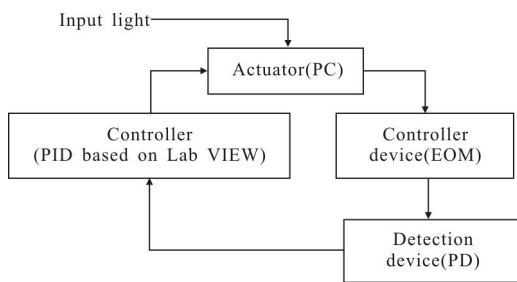 Input light
Actuator(PC)
Controller
(PID based on Lab VIEW)
Controller
device(EOM)
Detection
device(PD)